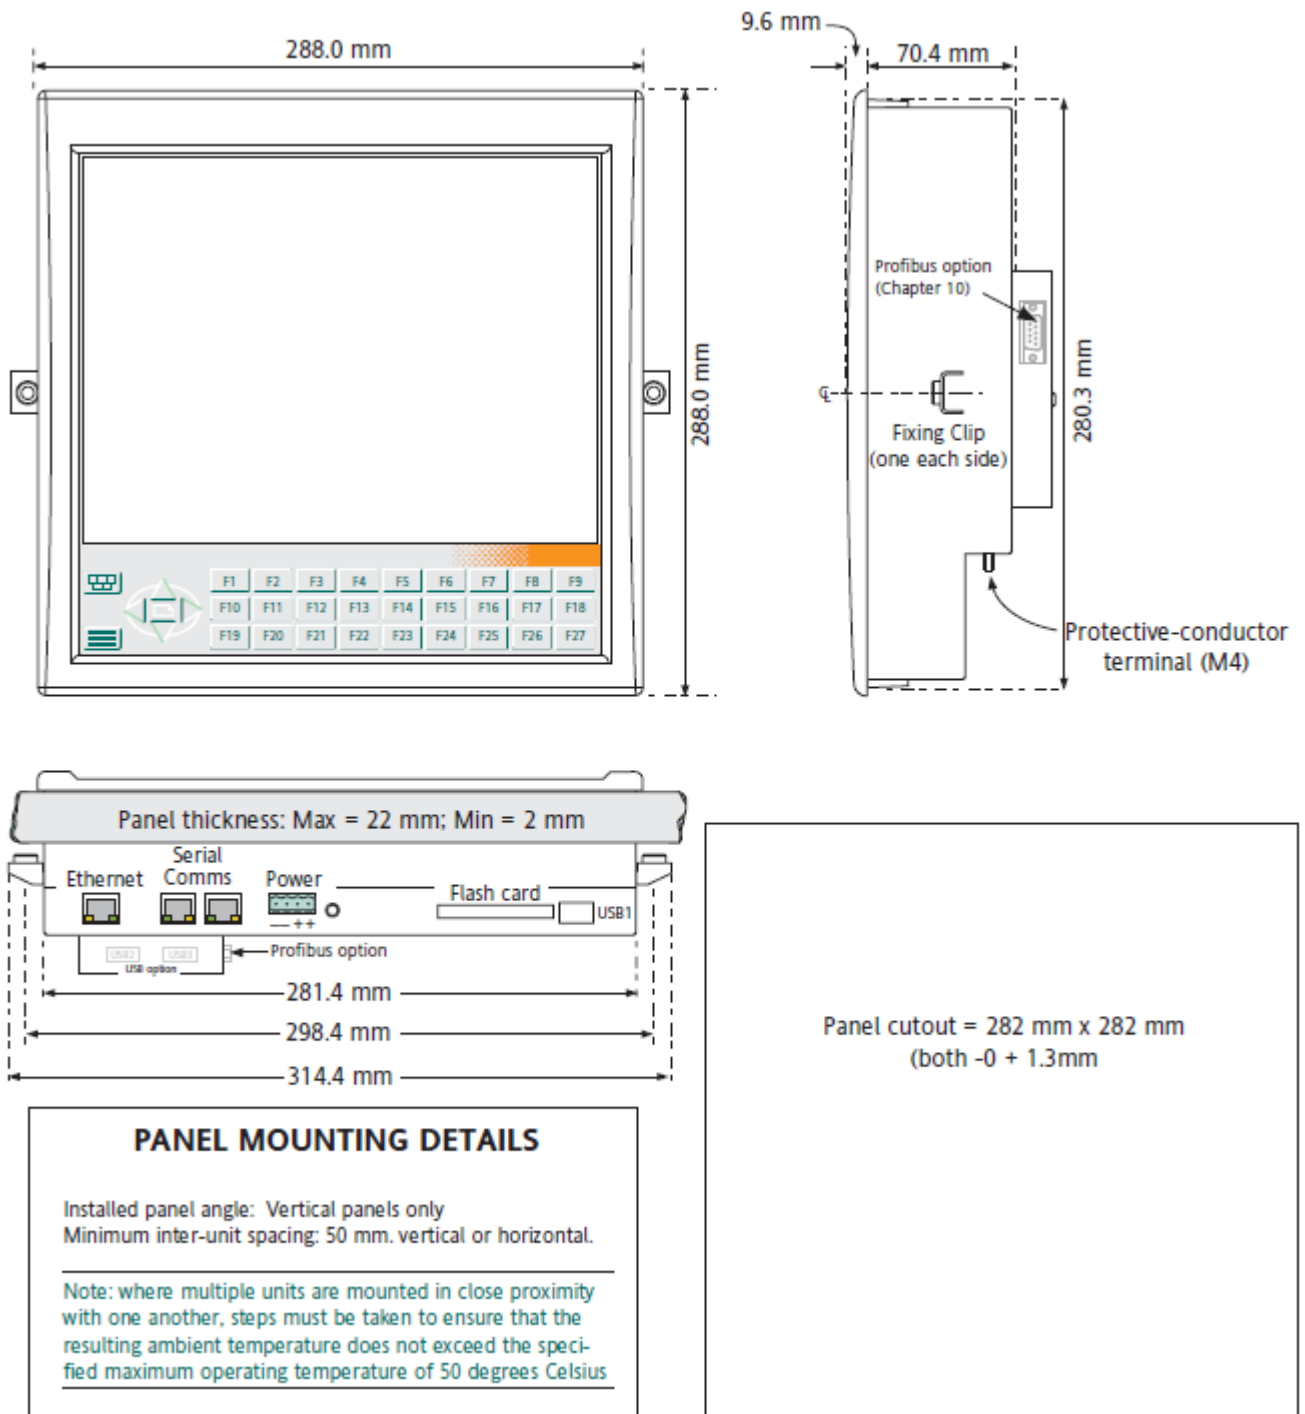 288.0 mm
9.6 mm
70.4 mm
288.0 mm
Profibus option
(Chapter 10)
280.3 mm
℄
Fixing Clip
(one each side)
F1 F2 F3 F4 F5 F6 F7 F8 F9
F10 F11 F12 F13 F14 F15 F16 F17 F18
F19 F20 F21 F22 F23 F24 F25 F26 F27
Protective-conductor
terminal (M4)
Panel thickness: Max = 22 mm; Min = 2 mm
Serial
Ethernet Comms Power
Flash card
USB1
— ++
USB2 USB3
USB option
Profibus option
281.4 mm
298.4 mm
314.4 mm
Panel cutout = 282 mm x 282 mm
(both -0 + 1.3mm
PANEL MOUNTING DETAILS
Installed panel angle: Vertical panels only
Minimum inter-unit spacing: 50 mm. vertical or horizontal.
Note: where multiple units are mounted in close proximity
with one another, steps must be taken to ensure that the
resulting ambient temperature does not exceed the speci-
fied maximum operating temperature of 50 degrees Celsius